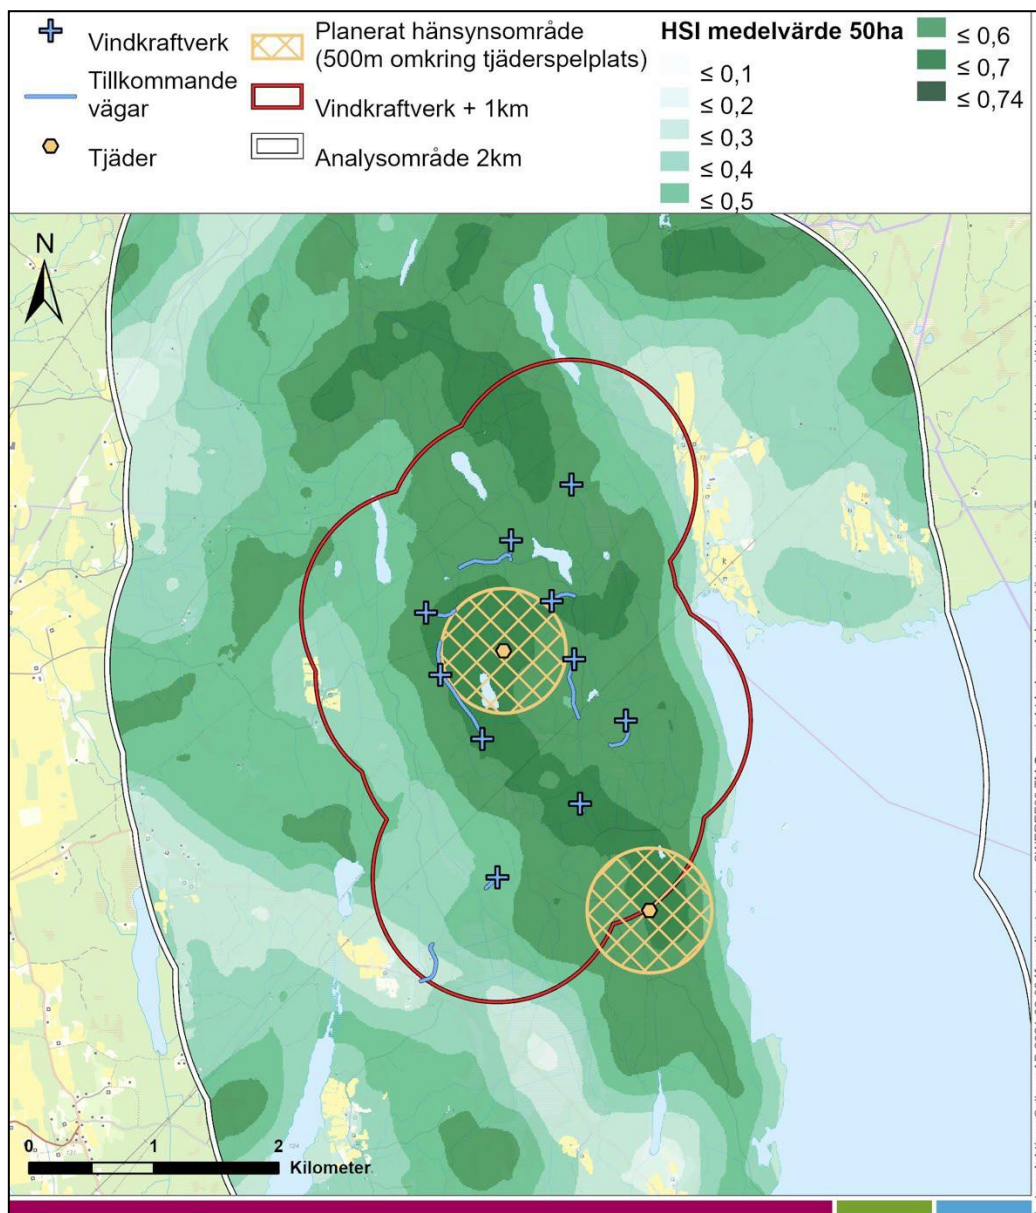 Vindkraftverk
Tillkommande
vägar
Tjäder
Planerat hänsynsområde
(500m omkring tjäderspelplats)
Vindkraftverk + 1km
Analysområde 2km
HSI medelvärde 50ha
≤ 0,1
≤ 0,2
≤ 0,3
≤ 0,4
≤ 0,5
≤ 0,6
≤ 0,7
≤ 0,74
N
0 1 2
Kilometer